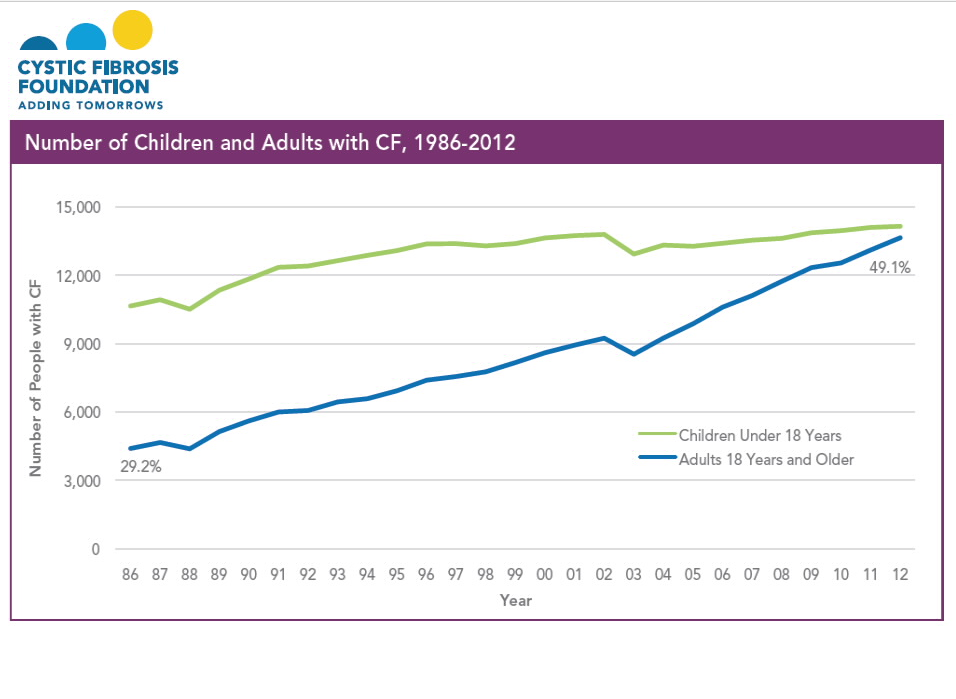 CYSTIC FIBROSIS
FOUNDATION
ADDING TOMORROWS
Number of Children and Adults with CF, 1986-2012
Number of People with CF
15,000
12,000
9,000
6,000
3,000
0
49.1%
29.2%
Children Under 18 Years
Adults 18 Years and Older
86 87 88 89 90 91 92 93 94 95 96 97 98 99 00 01 02 03 04 05 06 07 08 09 10 11 12
Year